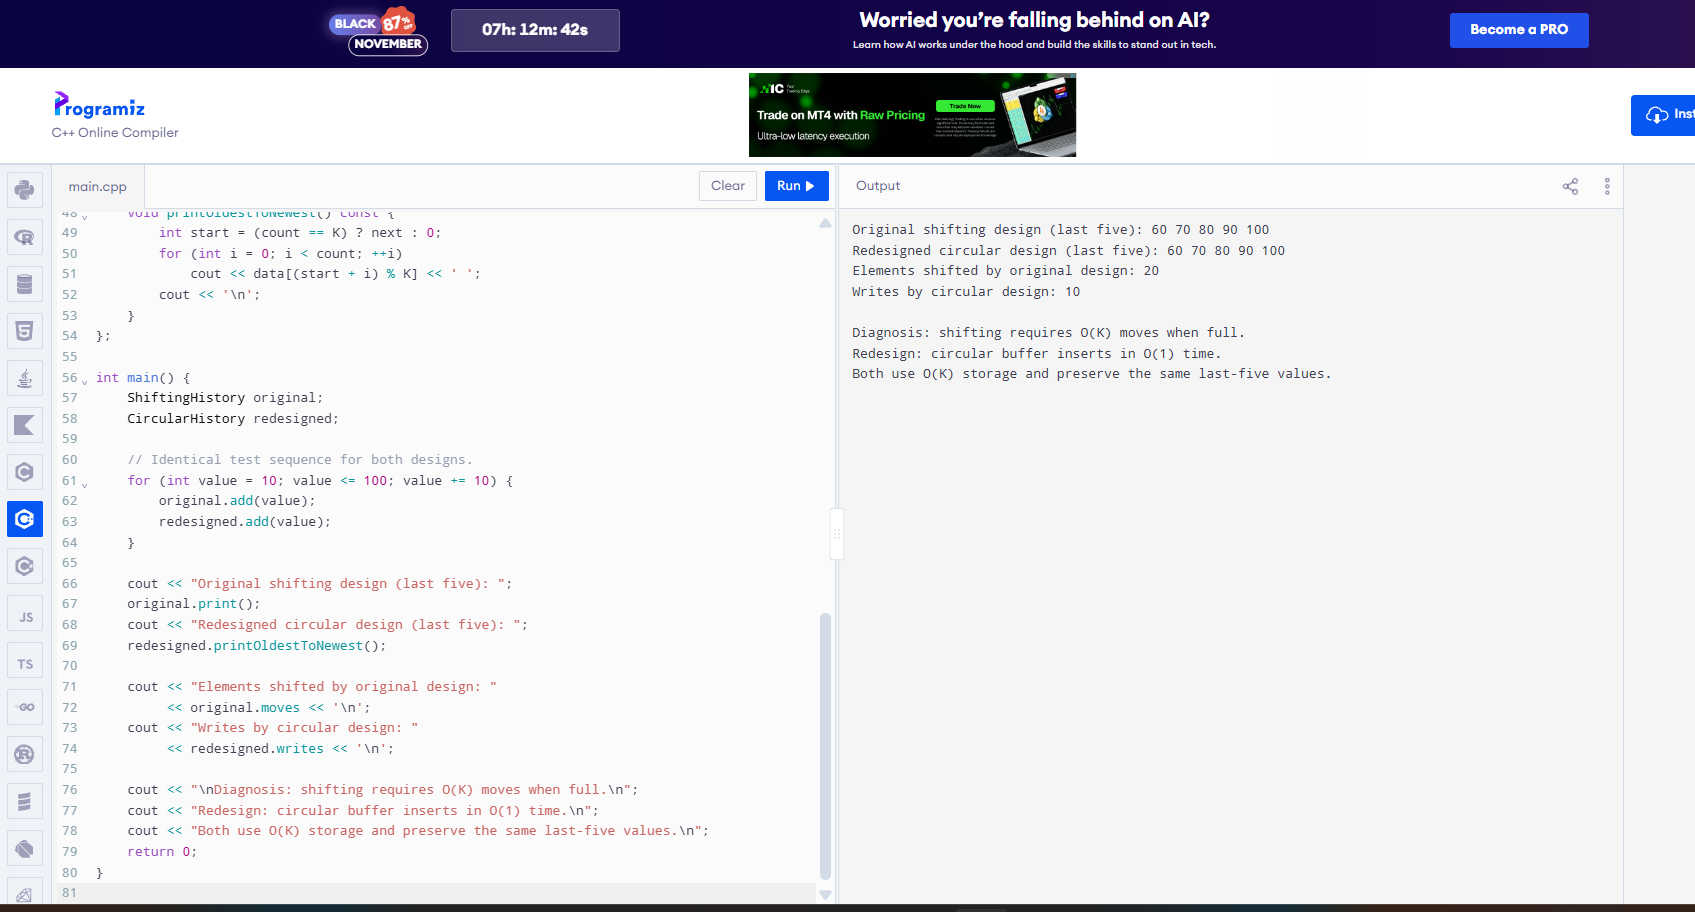 BLACK 87% OFF
NOVEMBER
07h: 12m: 42s
Worried you’re falling behind on AI?
Learn how AI works under the hood and build the skills to stand out in tech.
Become a PRO
Programiz
C++ Online Compiler
IC
Trade on MT4 with Raw Pricing
Ultra-low latency execution
Trade Now
Inst
main.cpp
Clear
Run
Output
JS
TS
GO
48 void printOldestToNewest() const {
49 int start = (count == K) ? next : 0;
50 for (int i = 0; i < count; ++i)
51 cout << data[(start + i) % K] << ' ';
52 cout << '\n';
53 }
54 };
55
56 int main() {
57 ShiftingHistory original;
58 CircularHistory redesigned;
59
60 // Identical test sequence for both designs.
61 for (int value = 10; value <= 100; value += 10) {
62 original.add(value);
63 redesigned.add(value);
64 }
65
66 cout << "Original shifting design (last five): ";
67 original.print();
68 cout << "Redesigned circular design (last five): ";
69 redesigned.printOldestToNewest();
70
71 cout << "Elements shifted by original design: "
72 << original.moves << '\n';
73 cout << "Writes by circular design: "
74 << redesigned.writes << '\n';
75
76 cout << "\nDiagnosis: shifting requires O(K) moves when full.\n";
77 cout << "Redesign: circular buffer inserts in O(1) time.\n";
78 cout << "Both use O(K) storage and preserve the same last-five values.\n";
79 return 0;
80 }
81
Original shifting design (last five): 60 70 80 90 100
Redesigned circular design (last five): 60 70 80 90 100
Elements shifted by original design: 20
Writes by circular design: 10
Diagnosis: shifting requires O(K) moves when full.
Redesign: circular buffer inserts in O(1) time.
Both use O(K) storage and preserve the same last-five values.